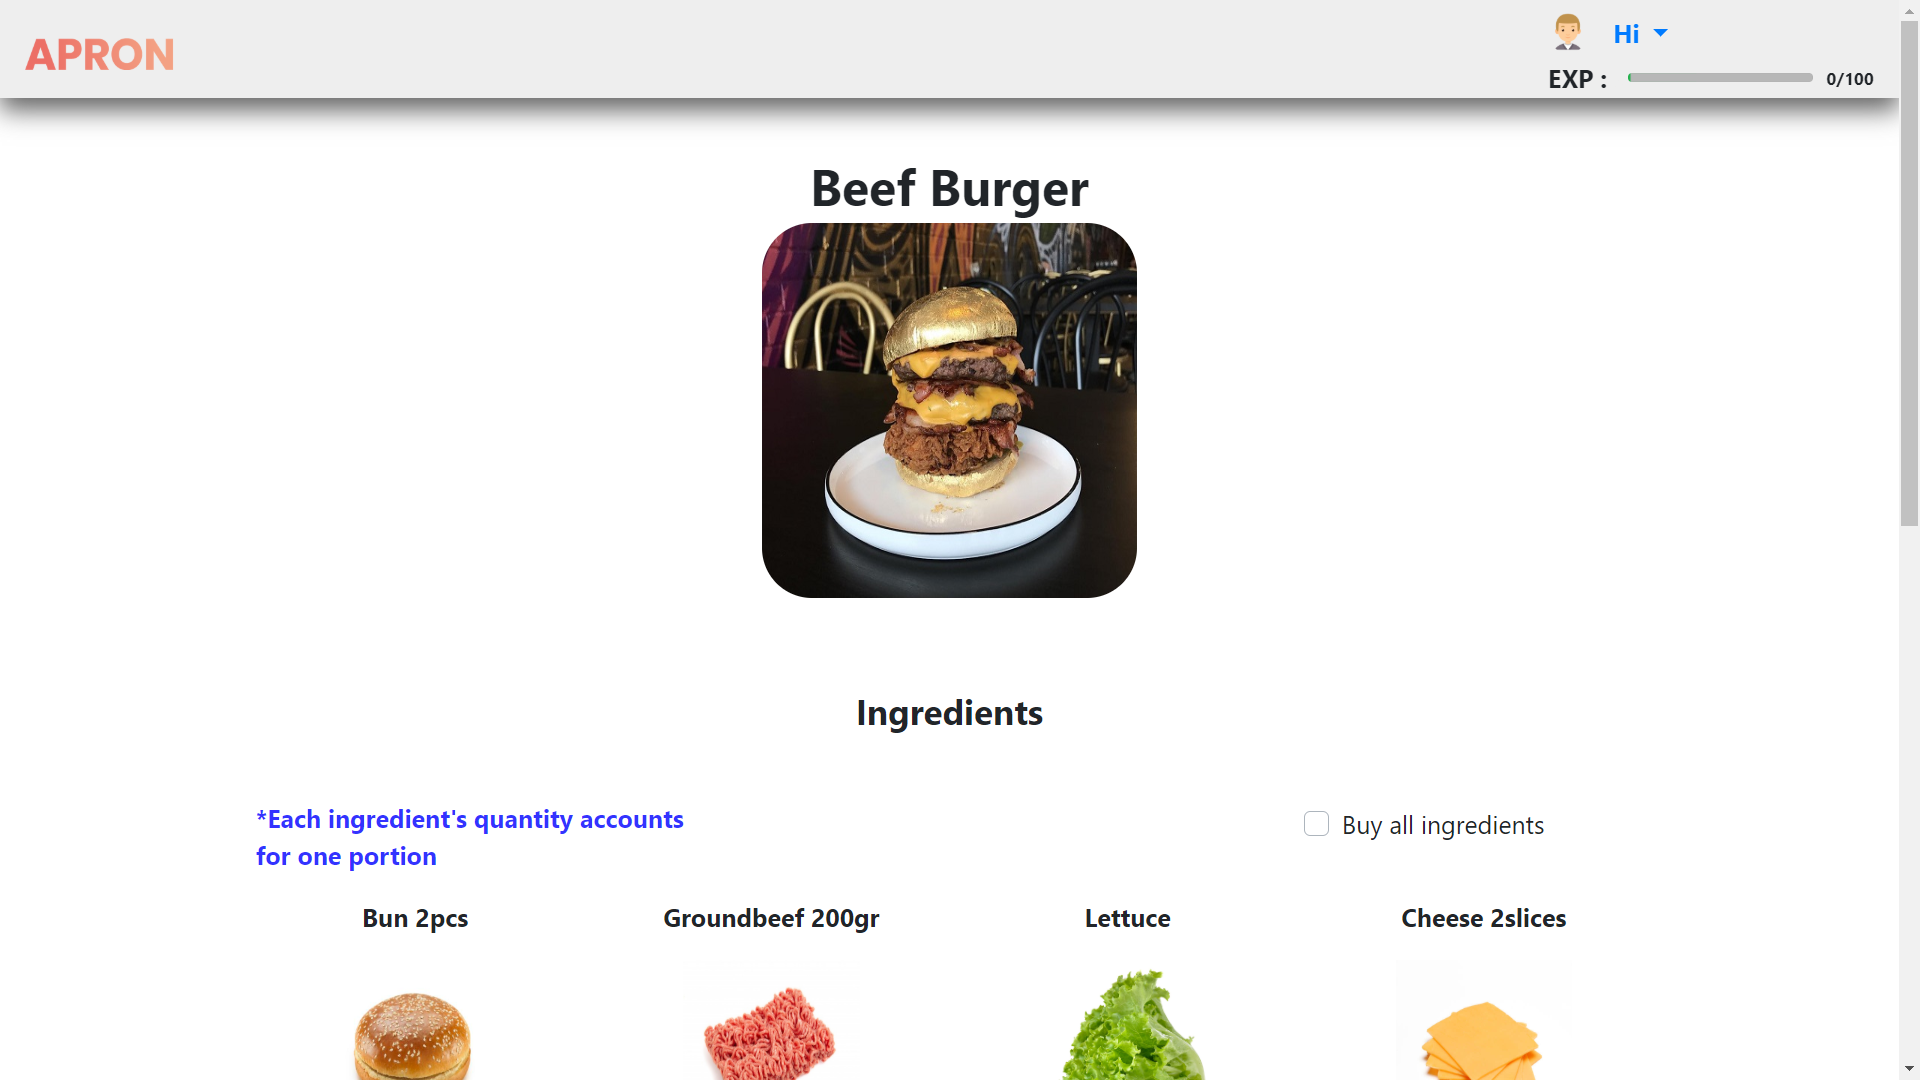 APRON
Hi
EXP :
0/100
Beef Burger
Ingredients
*Each ingredient's quantity accounts
for one portion
Buy all ingredients
Bun 2pcs
Groundbeef 200gr
Lettuce
Cheese 2slices